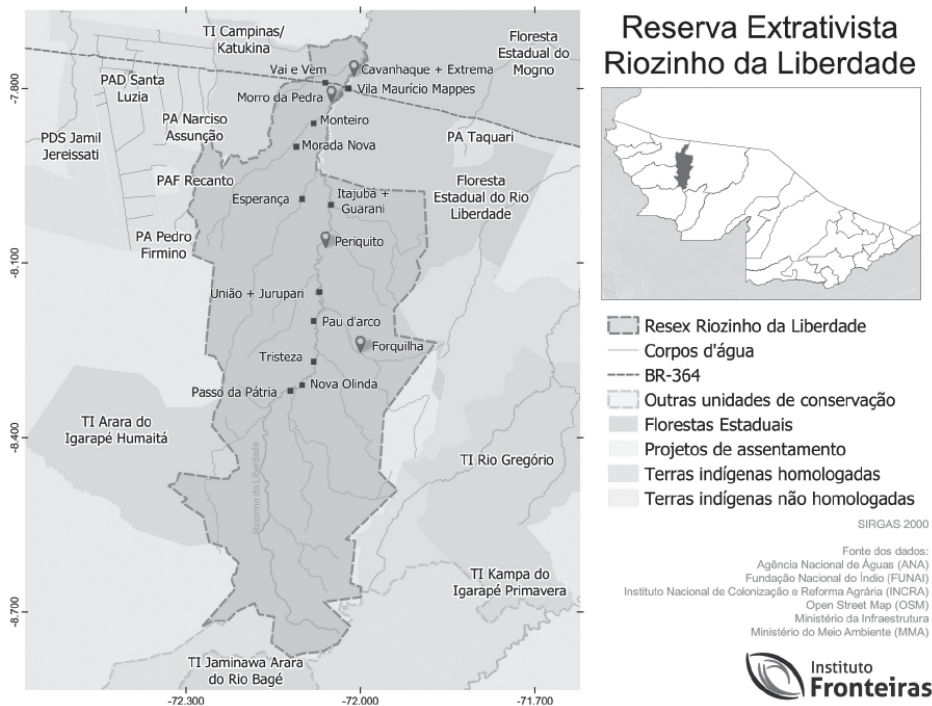 Reserva Extrativista
Riozinho da Liberdade
TI Campinas/
Katukina
Floresta
Estadual do
Mogno
Vai e Vem
Cavanhaque + Extrema
PAD Santa
Luzia
Morro da Pedra
Vila Maurício Mappes
-7.800
PA Narciso
Assunção
Monteiro
PA Taquari
PDS Jamil
Jereissati
Morada Nova
PAF Recanto
Floresta
Estadual do Rio
Liberdade
Esperança
Itajubá +
Guarani
PA Pedro
Firmino
Periquito
-8.100
União + Jurupari
Pau d'arco
Forquilha
Tristeza
Passo da Pátria
Nova Olinda
TI Arara do
Igarapé Humaitá
-8.400
Riozinho da Liberdade
TI Rio Gregório
TI Kampa do
Igarapé Primavera
-8.700
TI Jaminawa Arara
do Rio Bagé
-72.300
-72.000
-71.700
Resex Riozinho da Liberdade
Corpos d'água
BR-364
Outras unidades de conservação
Florestas Estaduais
Projetos de assentamento
Terras indígenas homologadas
Terras indígenas não homologadas
SIRGAS 2000
Fonte dos dados:
Agência Nacional de Águas (ANA)
Fundação Nacional do Índio (FUNAI)
Instituto Nacional de Colonização e Reforma Agrária (INCRA)
Open Street Map (OSM)
Ministério da Infraestrutura
Ministério do Meio Ambiente (MMA)
Instituto
Fronteiras